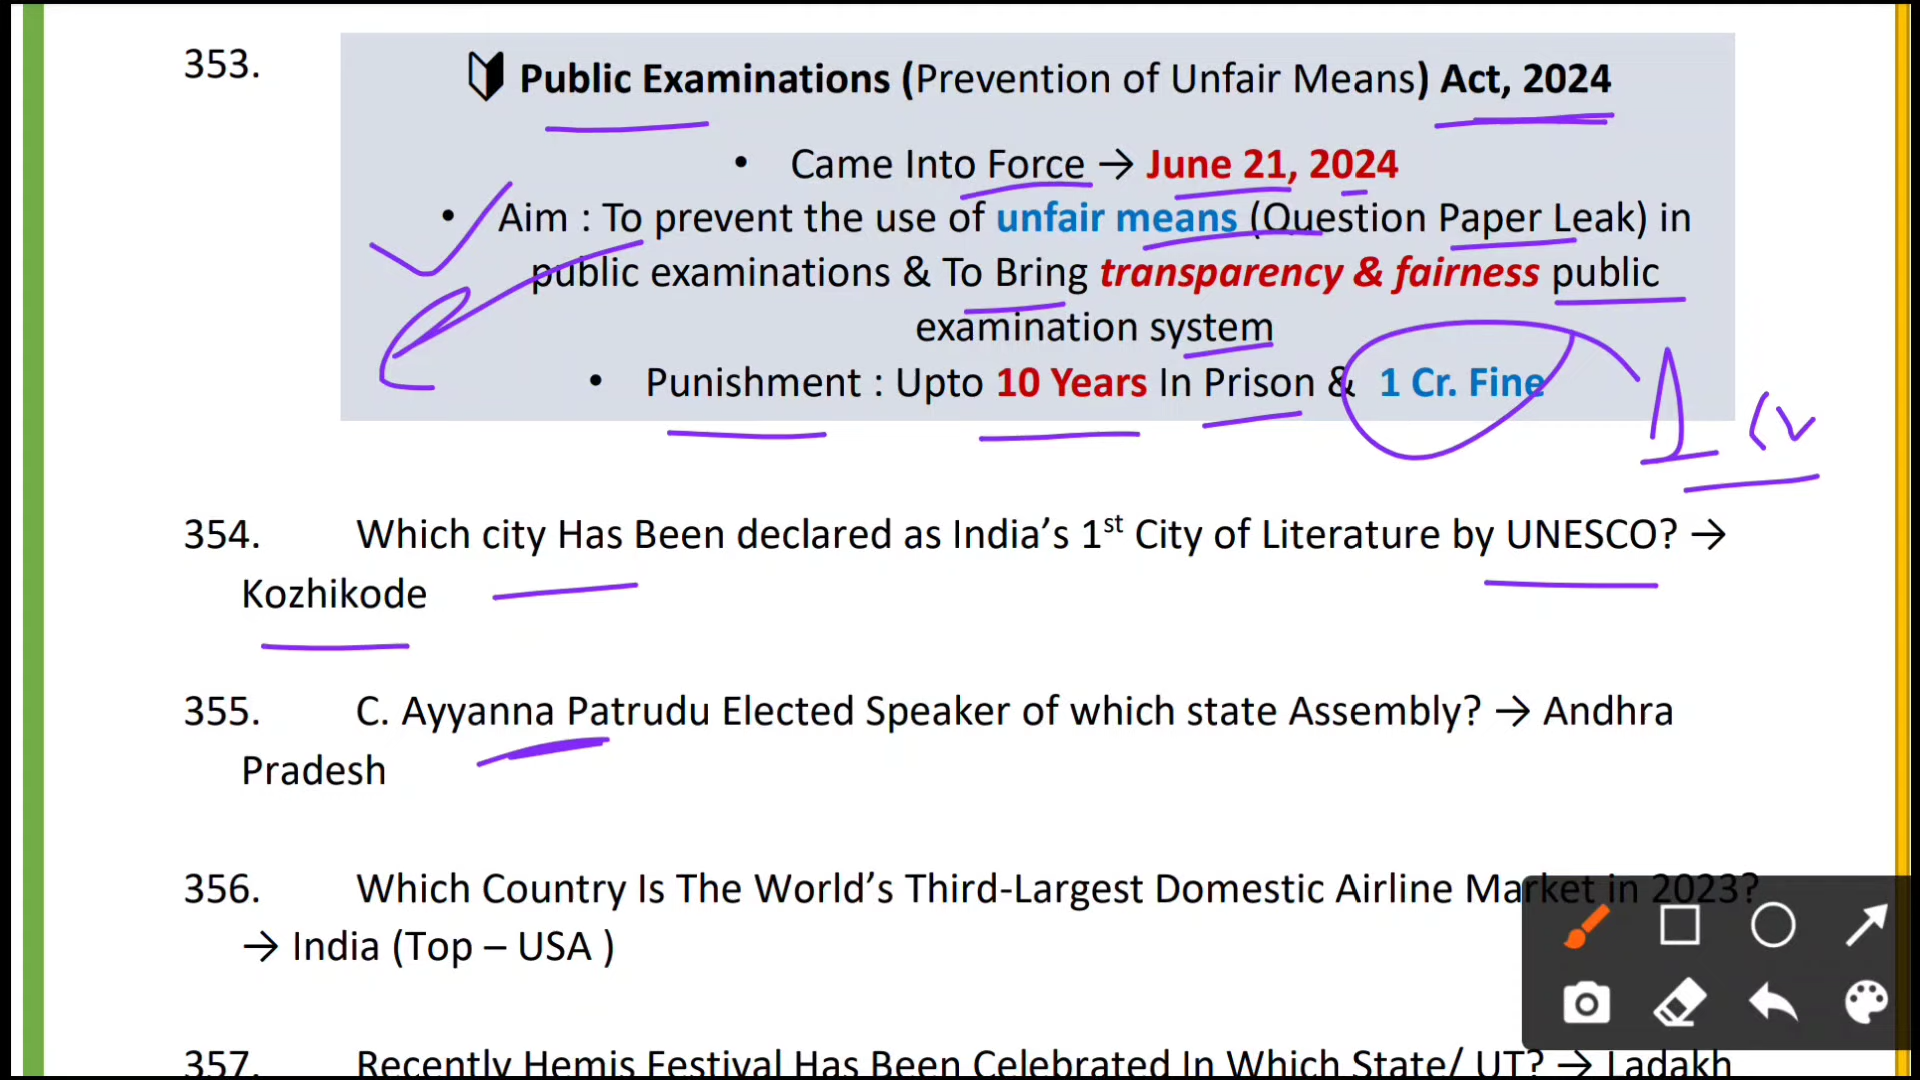 353.
Public Examinations (Prevention of Unfair Means) Act, 2024
• Came Into Force → June 21, 2024
• Aim : To prevent the use of unfair means (Question Paper Leak) in
public examinations & To Bring transparency & fairness public
examination system
• Punishment : Upto 10 Years In Prison & 1 Cr. Fine
1 Cr
354. Which city Has Been declared as India's 1st City of Literature by UNESCO? →
Kozhikode
355. C. Ayyanna Patrudu Elected Speaker of which state Assembly? → Andhra
Pradesh
356. Which Country Is The World's Third-Largest Domestic Airline Market in 2023?
→ India (Top – USA )
357. Recently Hemis Festival Has Been Celebrated In Which State/ UT? → Ladakh